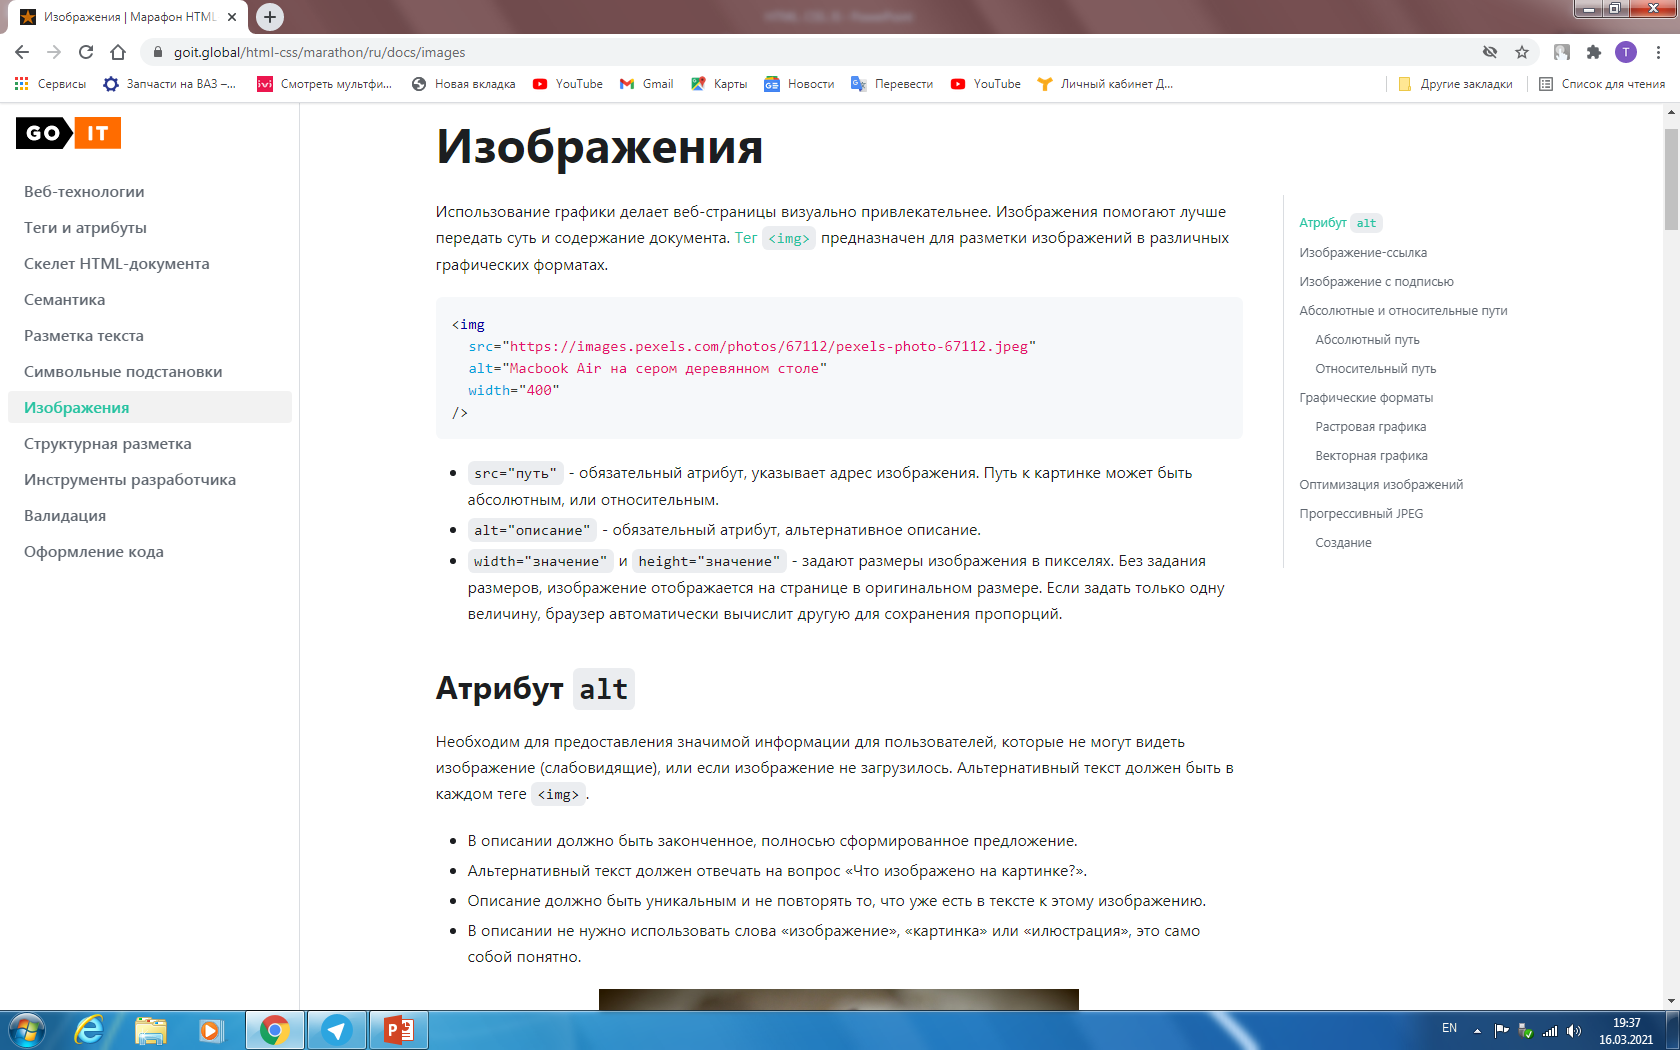 Изображения | Марафон HTML
goit.global/html-css/marathon/ru/docs/images
T
Сервисы
Запчасти на ВАЗ –...
Смотреть мультфи...
Новая вкладка
YouTube
Gmail
Карты
Новости
Перевести
YouTube
Личный кабинет Д...
Другие закладки
Список для чтения
GO IT
Веб-технологии
Теги и атрибуты
Скелет HTML-документа
Семантика
Разметка текста
Символьные подстановки
Изображения
Структурная разметка
Инструменты разработчика
Валидация
Оформление кода
Изображения
Использование графики делает веб-страницы визуально привлекательнее. Изображения помогают лучше
передать суть и содержание документа. Тег <img> предназначен для разметки изображений в различных
графических форматах.
<img
src="https://images.pexels.com/photos/67112/pexels-photo-67112.jpeg"
alt="Macbook Air на сером деревянном столе"
width="400"
/>
src="путь" - обязательный атрибут, указывает адрес изображения. Путь к картинке может быть
абсолютным, или относительным.
alt="описание" - обязательный атрибут, альтернативное описание.
width="значение" и height="значение" - задают размеры изображения в пикселях. Без задания
размеров, изображение отображается на странице в оригинальном размере. Если задать только одну
величину, браузер автоматически вычислит другую для сохранения пропорций.
Атрибут alt
Необходим для предоставления значимой информации для пользователей, которые не могут видеть
изображение (слабовидящие), или если изображение не загрузилось. Альтернативный текст должен быть в
каждом теге <img>.
В описании должно быть законченное, полносью сформированное предложение.
Альтернативный текст должен отвечать на вопрос «Что изображено на картинке?».
Описание должно быть уникальным и не повторять то, что уже есть в тексте к этому изображению.
В описании не нужно использовать слова «изображение», «картинка» или «илюстрация», это само
собой понятно.
Атрибут alt
Изображение-ссылка
Изображение с подписью
Абсолютные и относительные пути
Абсолютный путь
Относительный путь
Графические форматы
Растровая графика
Векторная графика
Оптимизация изображений
Прогрессивный JPEG
Создание
EN
19:37
16.03.2021